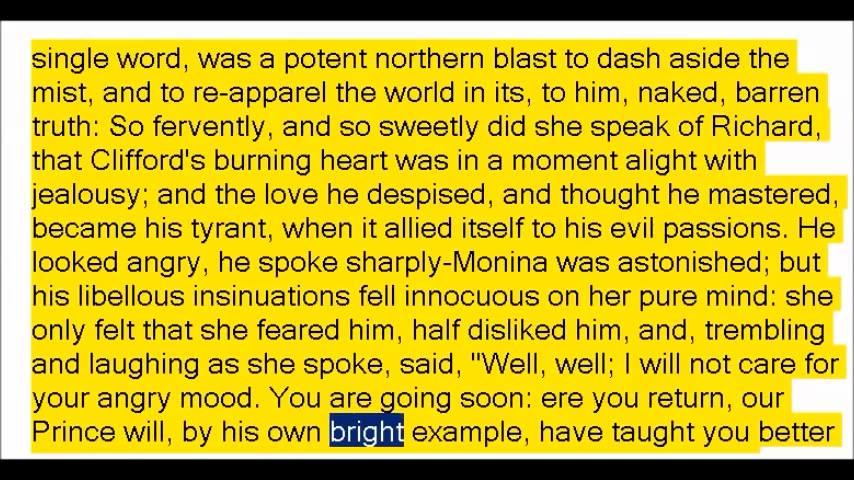 single word, was a potent northern blast to dash aside the
mist, and to re-apparel the world in its, to him, naked, barren
truth: So fervently, and so sweetly did she speak of Richard,
that Clifford's burning heart was in a moment alight with
jealousy; and the love he despised, and thought he mastered,
became his tyrant, when it allied itself to his evil passions. He
looked angry, he spoke sharply-Monina was astonished; but
his libellous insinuations fell innocuous on her pure mind: she
only felt that she feared him, half disliked him, and, trembling
and laughing as she spoke, said, "Well, well; I will not care for
your angry mood. You are going soon: ere you return, our
Prince will, by his own bright example, have taught you better